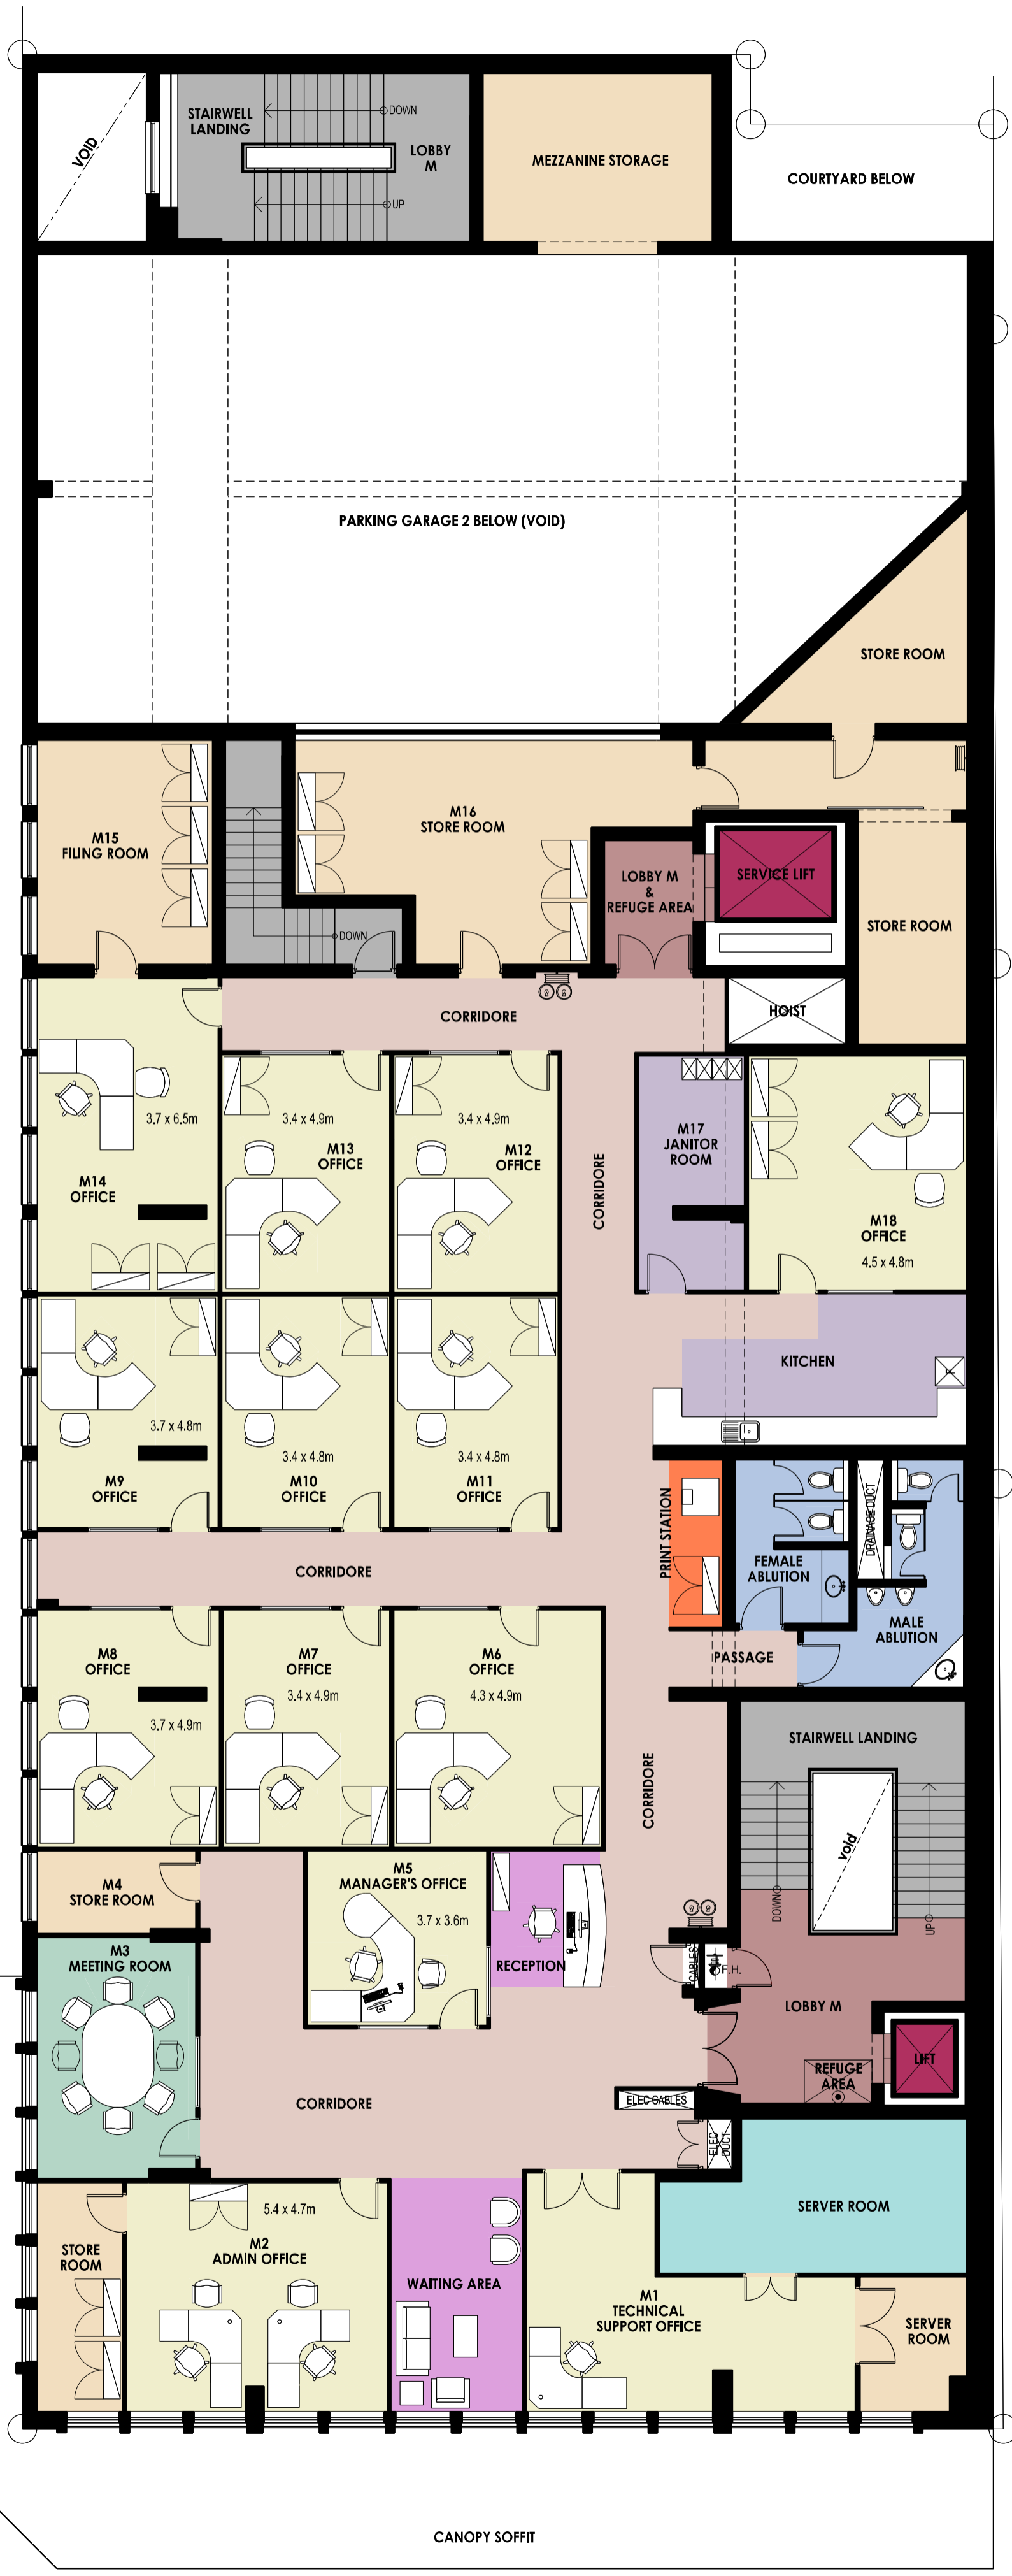 VOID
STAIRWELL
LANDING
DOWN
LOBBY
M
UP
MEZZANINE STORAGE
COURTYARD BELOW
PARKING GARAGE 2 BELOW (VOID)
STORE ROOM
M15
FILING ROOM
DOWN
M16
STORE ROOM
LOBBY M
&
REFUGE AREA
SERVICE LIFT
STORE ROOM
CORRIDORE
HOIST
3.7 x 6.5m
M14
OFFICE
3.4 x 4.9m
M13
OFFICE
3.4 x 4.9m
M12
OFFICE
CORRIDORE
M17
JANITOR
ROOM
M18
OFFICE
4.5 x 4.8m
KITCHEN
F
3.7 x 4.8m
M9
OFFICE
3.4 x 4.8m
M10
OFFICE
3.4 x 4.8m
M11
OFFICE
CORRIDORE
PRINT STATION
FEMALE
ABLUTION
DRAINAGE DUCT
MALE
ABLUTION
PASSAGE
M8
OFFICE
3.7 x 4.9m
M7
OFFICE
3.4 x 4.9m
M6
OFFICE
4.3 x 4.9m
CORRIDORE
STAIRWELL LANDING
void
DOWN
UP
M4
STORE ROOM
M5
MANAGER'S OFFICE
3.7 x 3.6m
RECEPTION
M3
MEETING ROOM
CABLES
F.H.
LOBBY M
REFUGE
AREA
LIFT
CORRIDORE
ELEC CABLES
ELEC
DUCT
SERVER ROOM
STORE
ROOM
5.4 x 4.7m
M2
ADMIN OFFICE
WAITING AREA
M1
TECHNICAL
SUPPORT OFFICE
SERVER
ROOM
CANOPY SOFFIT